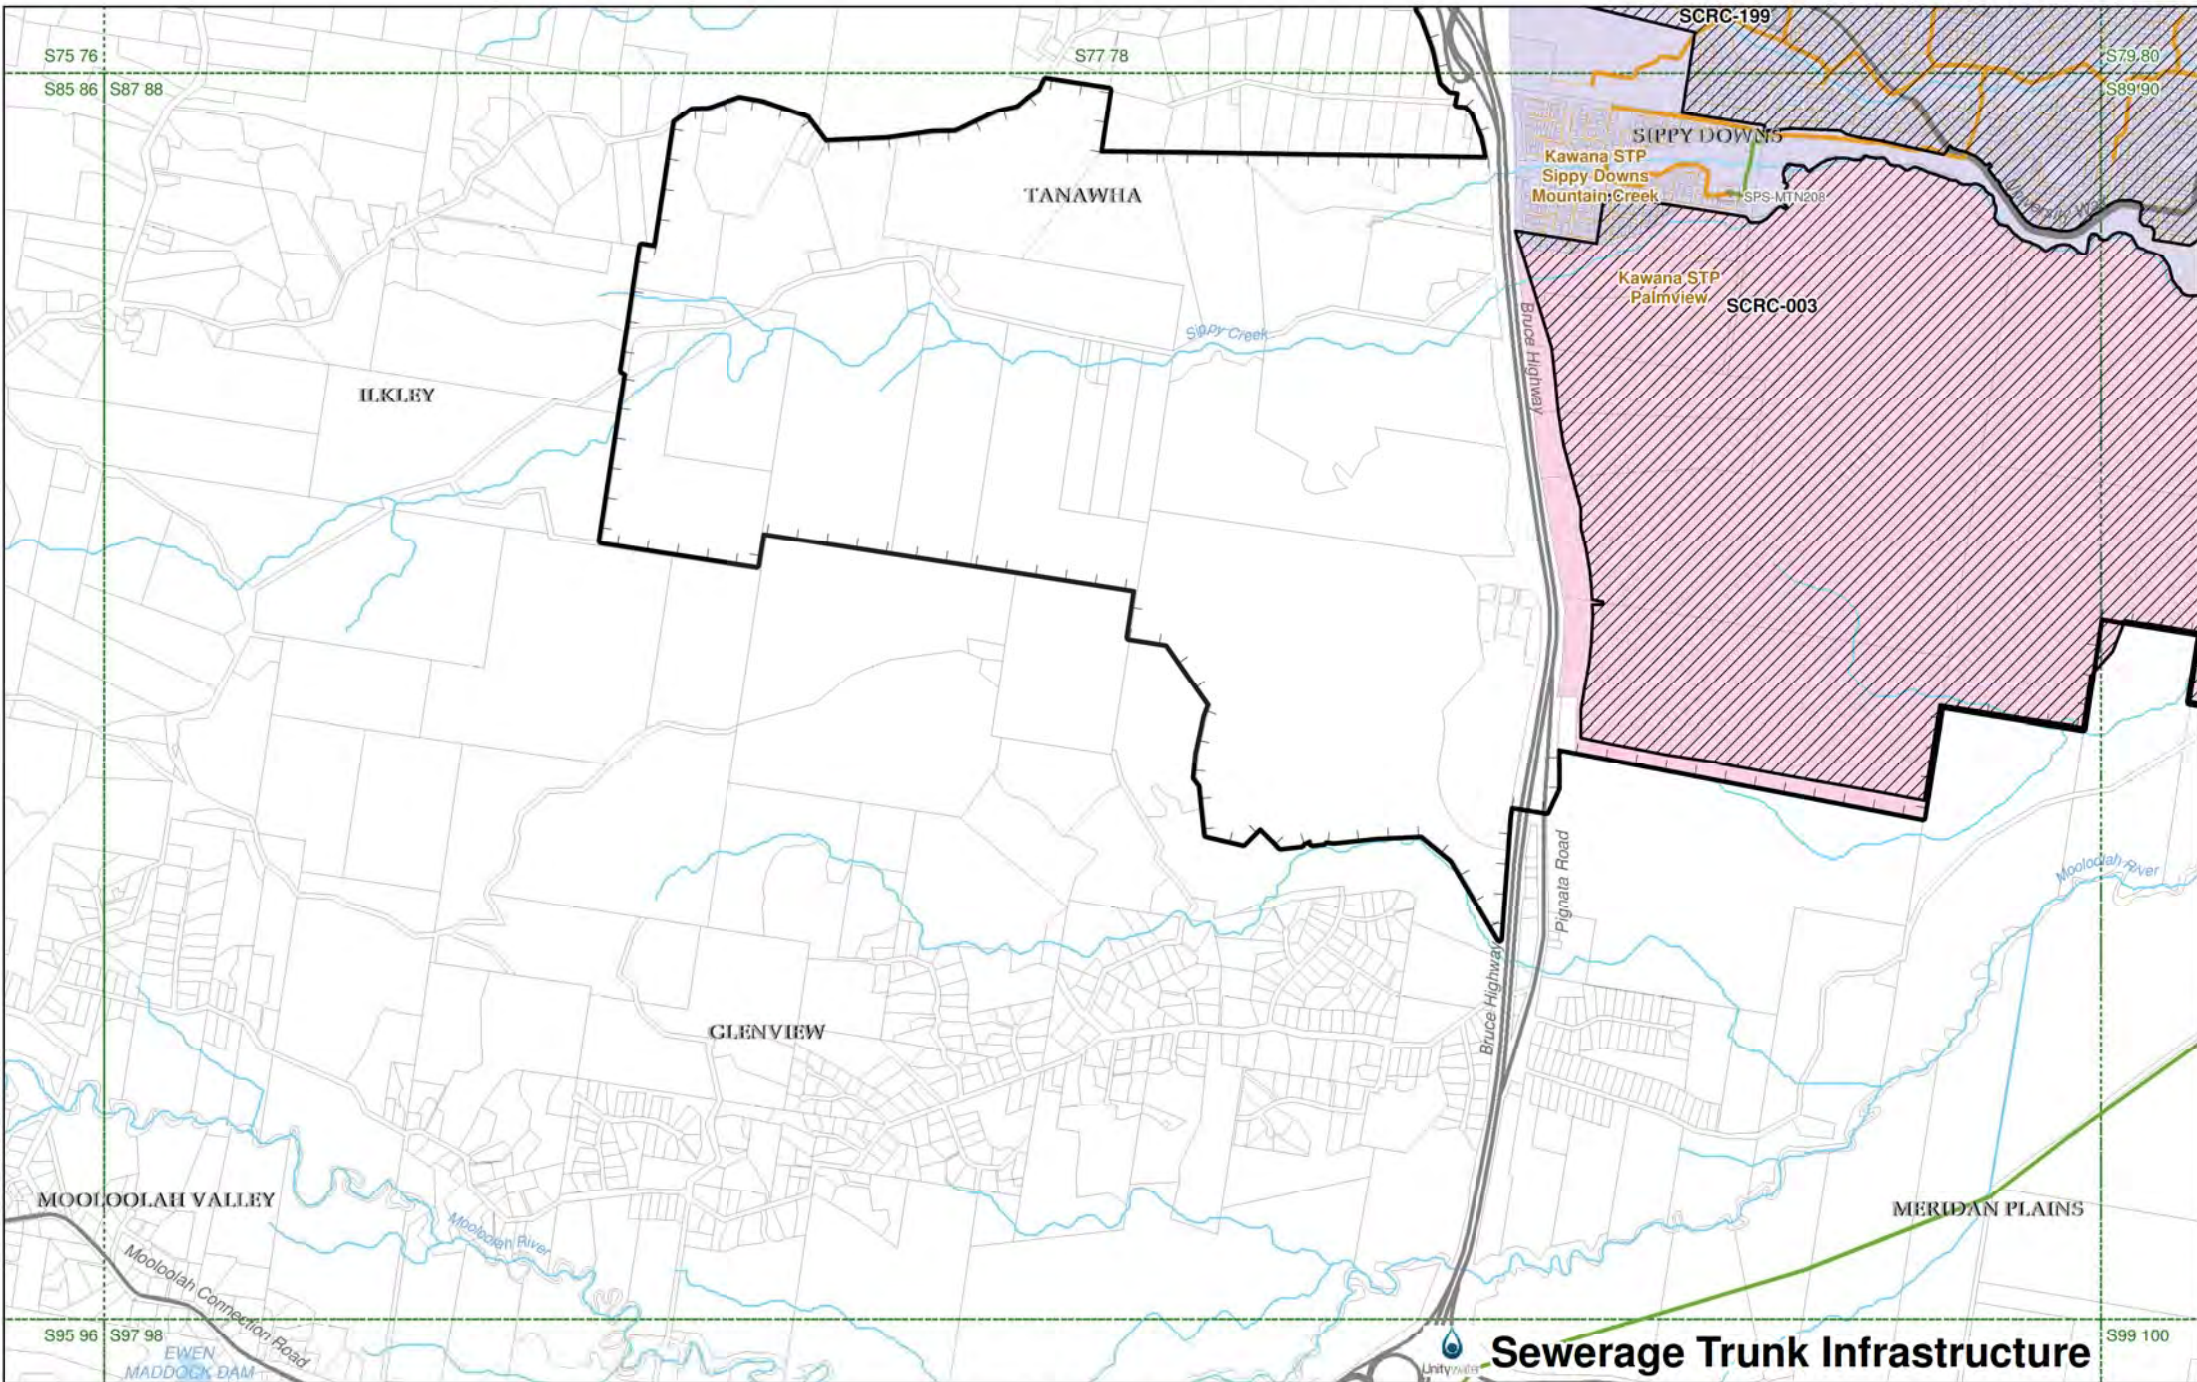 SCRC-199
S75 76
S77 78
S79 80
S85 86
S87 88
S89 90
SIPPY DOWNS
Kawana STP
Sippy Downs
Mountain Creek
SPS-MTN208
TANAWHA
University Way
Kawana STP
Palmview
SCRC-003
Bruce Highway
Sippy Creek
ILKLEY
Pignata Road
Mooloolah River
Bruce Highway
GLENVIEW
MOOLOOLAH VALLEY
Mooloolah River
MERIDAN PLAINS
Mooloolah Connection Road
S95 96
S97 98
S99 100
EWEN
MADDOCK DAM
Unitywater
Sewerage Trunk Infrastructure